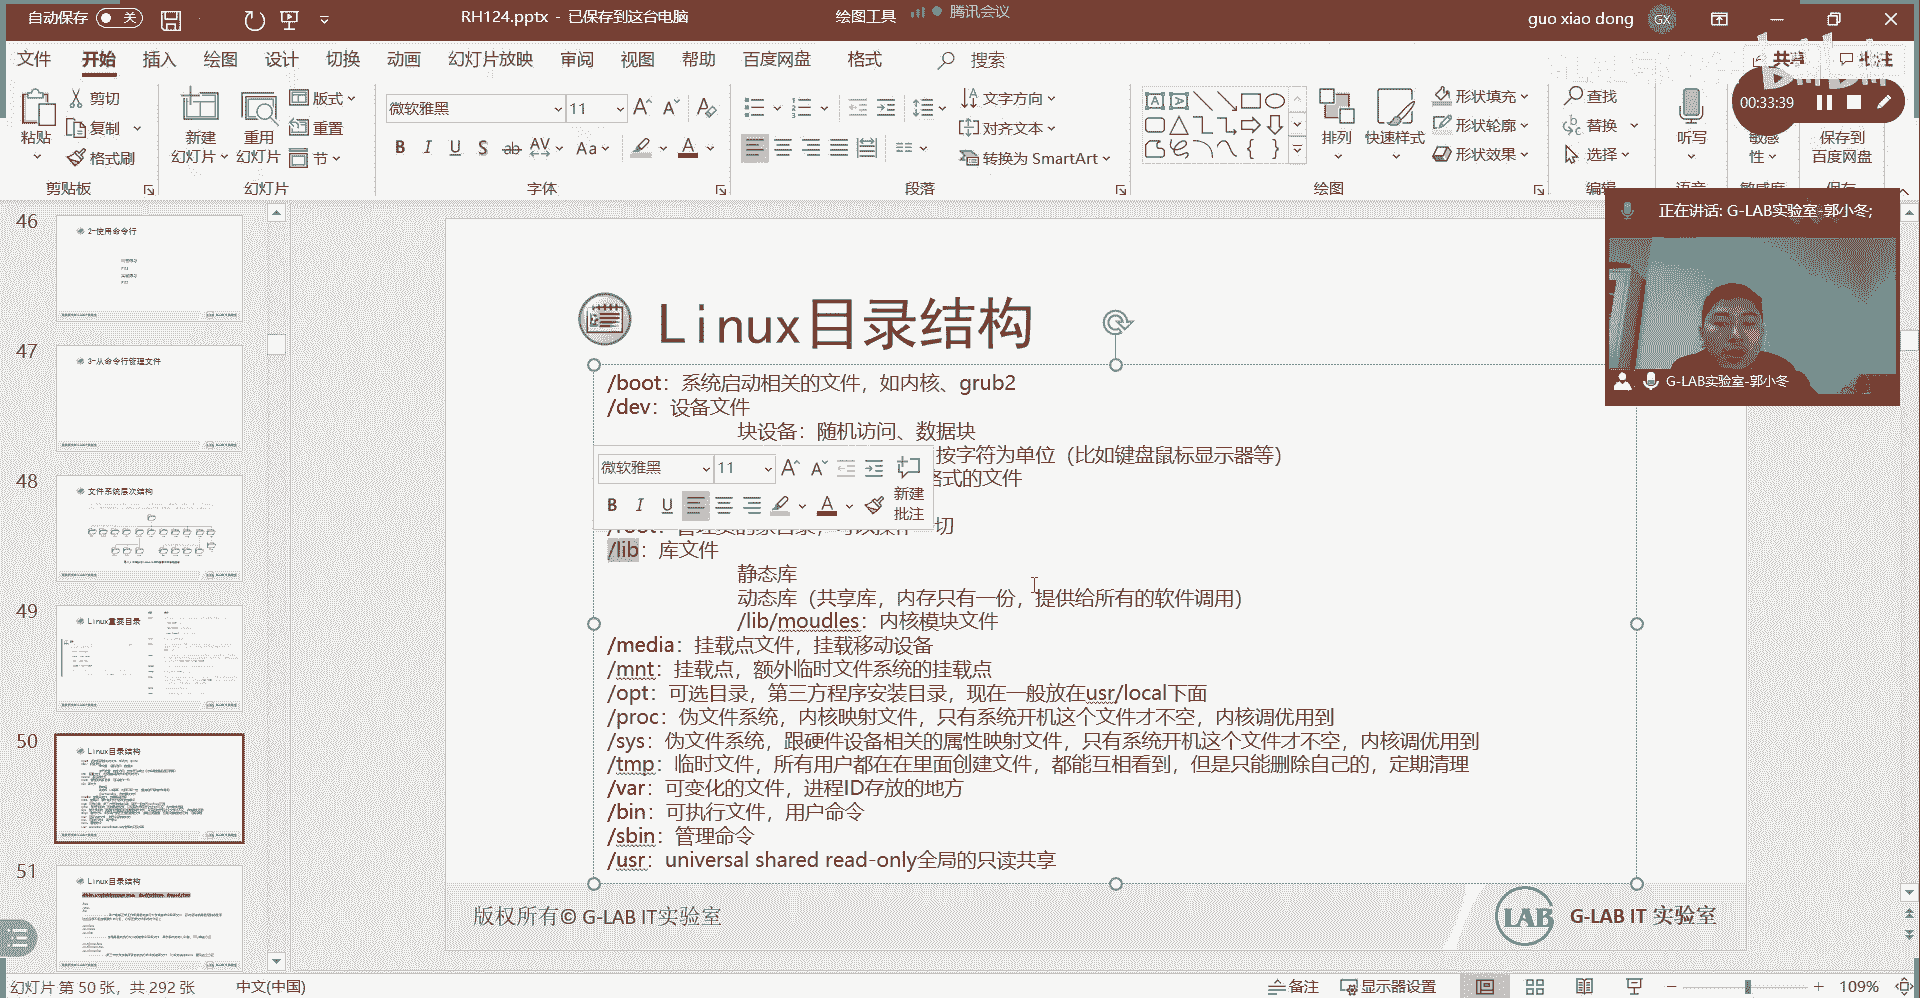 自动保存 关
RH124.pptx - 已保存到这台电脑
绘图工具
腾讯会议
guo xiao dong GX
文件 开始 插入 绘图 设计 切换 动画 幻灯片放映 审阅 视图 帮助 百度网盘 格式 搜索
共享 批注
00:33:39
粘贴 剪切 复制 格式刷
剪贴板
新建
幻灯片
重用
幻灯片
版式
重置
节
幻灯片
微软雅黑 11
B I U S ab AV Aa A
字体
文字方向
对齐文本
转换为 SmartArt
段落
排列 快速样式
形状填充
形状轮廓
形状效果
绘图
查找
替换
选择
编辑
听写
语音
敏感
性
敏感度
保存到
百度网盘
保存
正在讲话: G-LAB实验室-郭小冬;
G-LAB实验室-郭小冬
46
2-使用命令行
47
3-从命令行管理文件
48
文件系统层次结构
49
Linux重要目录
50
Linux目录结构
51
Linux目录结构
Linux目录结构
/boot：系统启动相关的文件，如内核、grub2
/dev：设备文件
块设备：随机访问、数据块
按字符为单位（比如键盘鼠标显示器等）
格式的文件
微软雅黑 11
B I U A
新建
批注
切
/lib：库文件
静态库
动态库（共享库，内存只有一份，提供给所有的软件调用）
/lib/moudles：内核模块文件
/media：挂载点文件，挂载移动设备
/mnt：挂载点，额外临时文件系统的挂载点
/opt：可选目录，第三方程序安装目录，现在一般放在usr/local下面
/proc：伪文件系统，内核映射文件，只有系统开机这个文件才不空，内核调优用到
/sys：伪文件系统，跟硬件设备相关的属性映射文件，只有系统开机这个文件才不空，内核调优用到
/tmp：临时文件，所有用户都在在里面创建文件，都能互相看到，但是只能删除自己的，定期清理
/var：可变化的文件，进程ID存放的地方
/bin：可执行文件，用户命令
/sbin：管理命令
/usr：universal shared read-only全局的只读共享
版权所有© G-LAB IT实验室
LAB G-LAB IT 实验室
幻灯片 第 50 张，共 292 张
中文(中国)
备注 显示器设置 109%